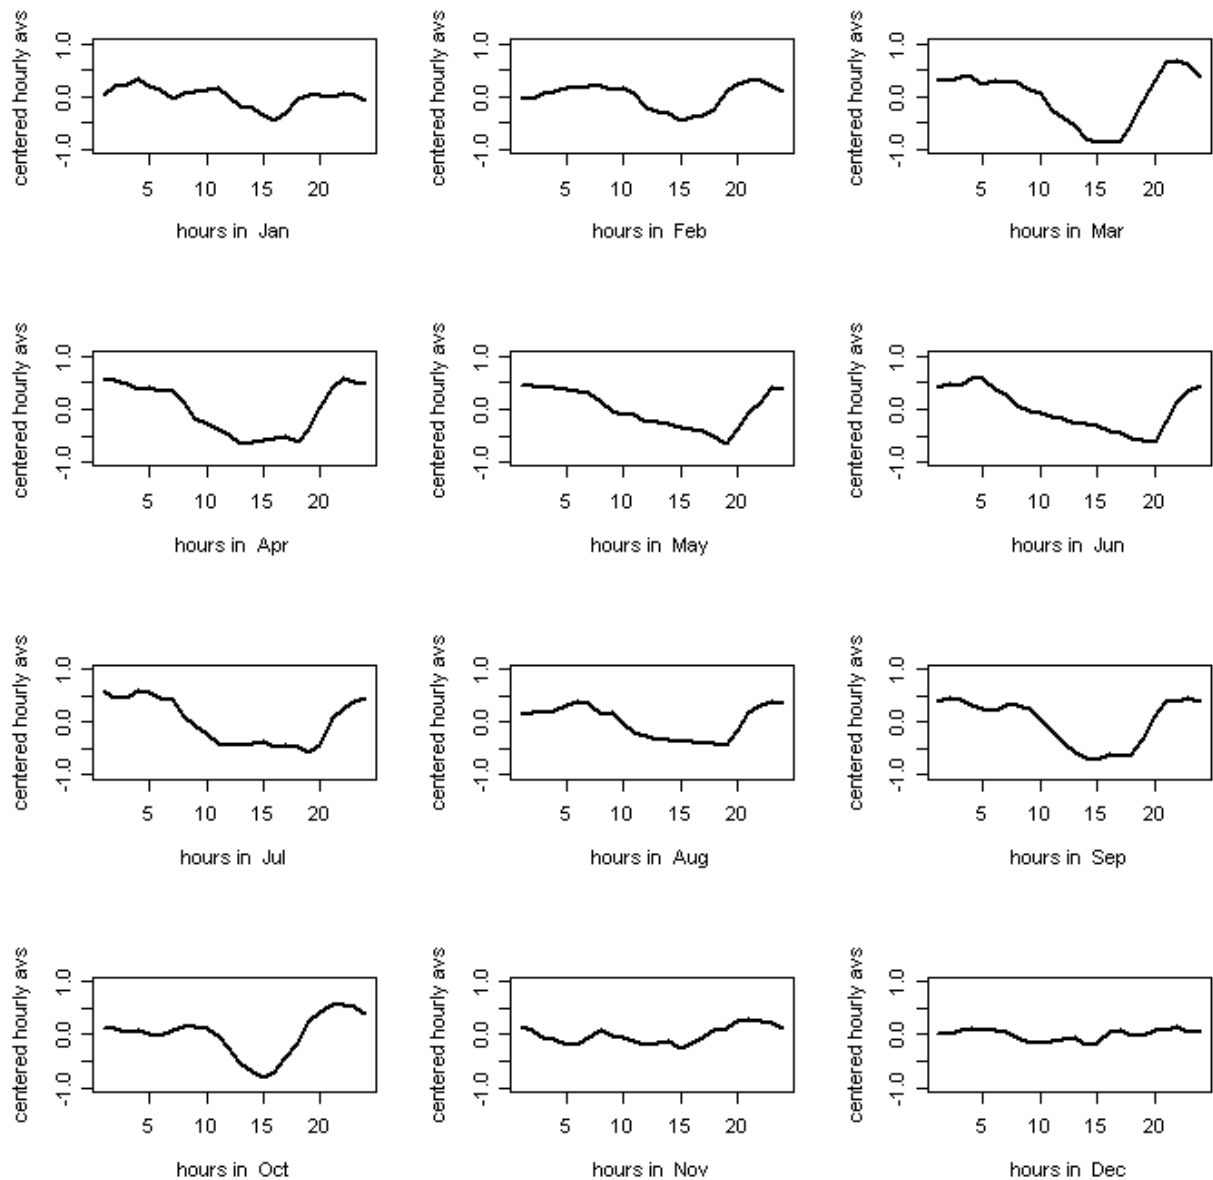 centered hourly avs
1.0
0.0
-1.0
5 10 15 20
hours in Jan
centered hourly avs
1.0
0.0
-1.0
5 10 15 20
hours in Feb
centered hourly avs
1.0
0.0
-1.0
5 10 15 20
hours in Mar
centered hourly avs
1.0
0.0
-1.0
5 10 15 20
hours in Apr
centered hourly avs
1.0
0.0
-1.0
5 10 15 20
hours in May
centered hourly avs
1.0
0.0
-1.0
5 10 15 20
hours in Jun
centered hourly avs
1.0
0.0
-1.0
5 10 15 20
hours in Jul
centered hourly avs
1.0
0.0
-1.0
5 10 15 20
hours in Aug
centered hourly avs
1.0
0.0
-1.0
5 10 15 20
hours in Sep
centered hourly avs
1.0
0.0
-1.0
5 10 15 20
hours in Oct
centered hourly avs
1.0
0.0
-1.0
5 10 15 20
hours in Nov
centered hourly avs
1.0
0.0
-1.0
5 10 15 20
hours in Dec